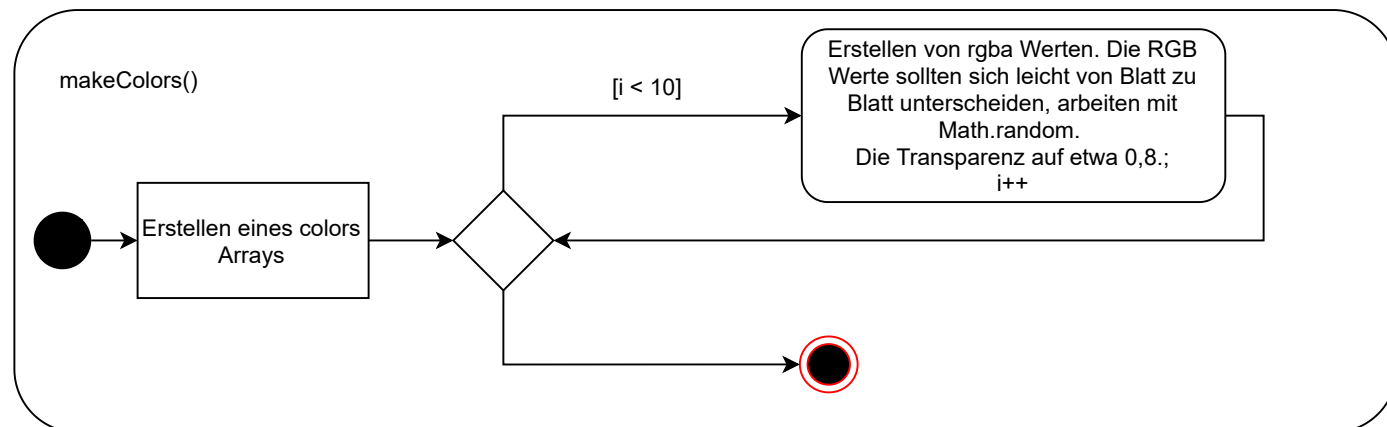 makeColors()
Erstellen eines colors
Arrays
[i < 10]
Erstellen von rgba Werten. Die RGB
Werte sollten sich leicht von Blatt zu
Blatt unterscheiden, arbeiten mit
Math.random.
Die Transparenz auf etwa 0,8.;
i++